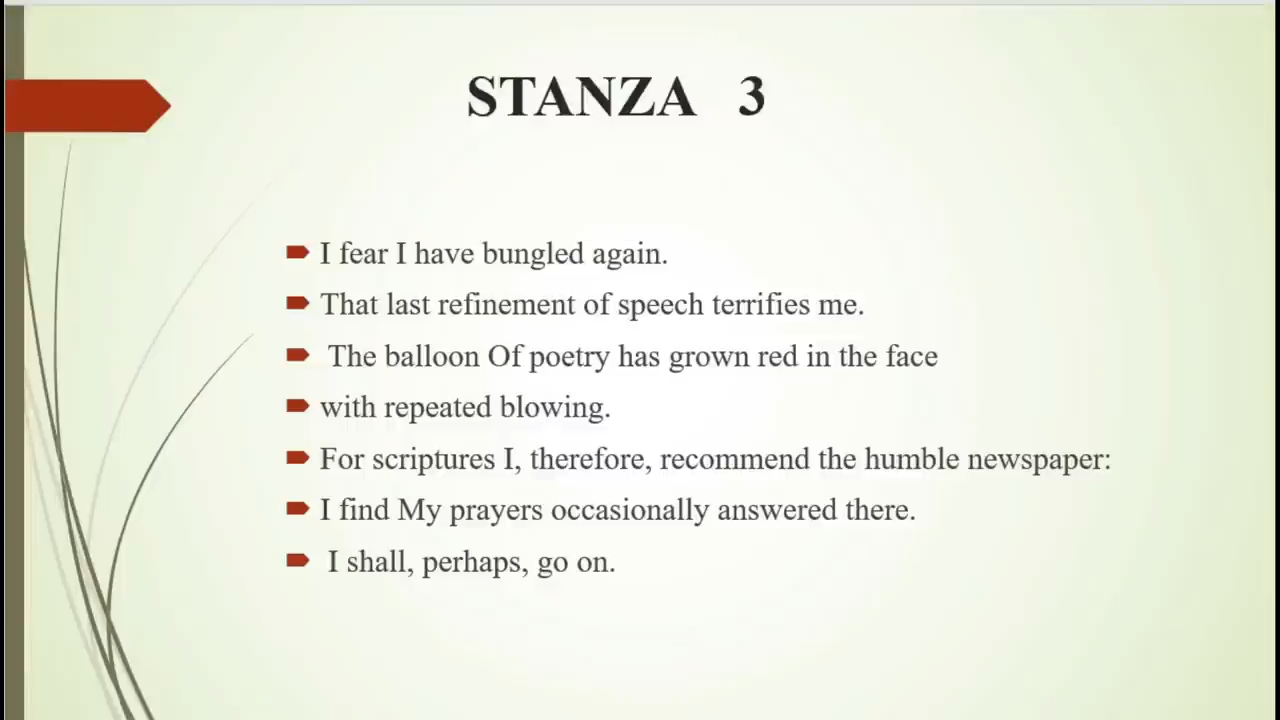 STANZA 3
I fear I have bungled again.
That last refinement of speech terrifies me.
The balloon Of poetry has grown red in the face
with repeated blowing.
For scriptures I, therefore, recommend the humble newspaper:
I find My prayers occasionally answered there.
I shall, perhaps, go on.